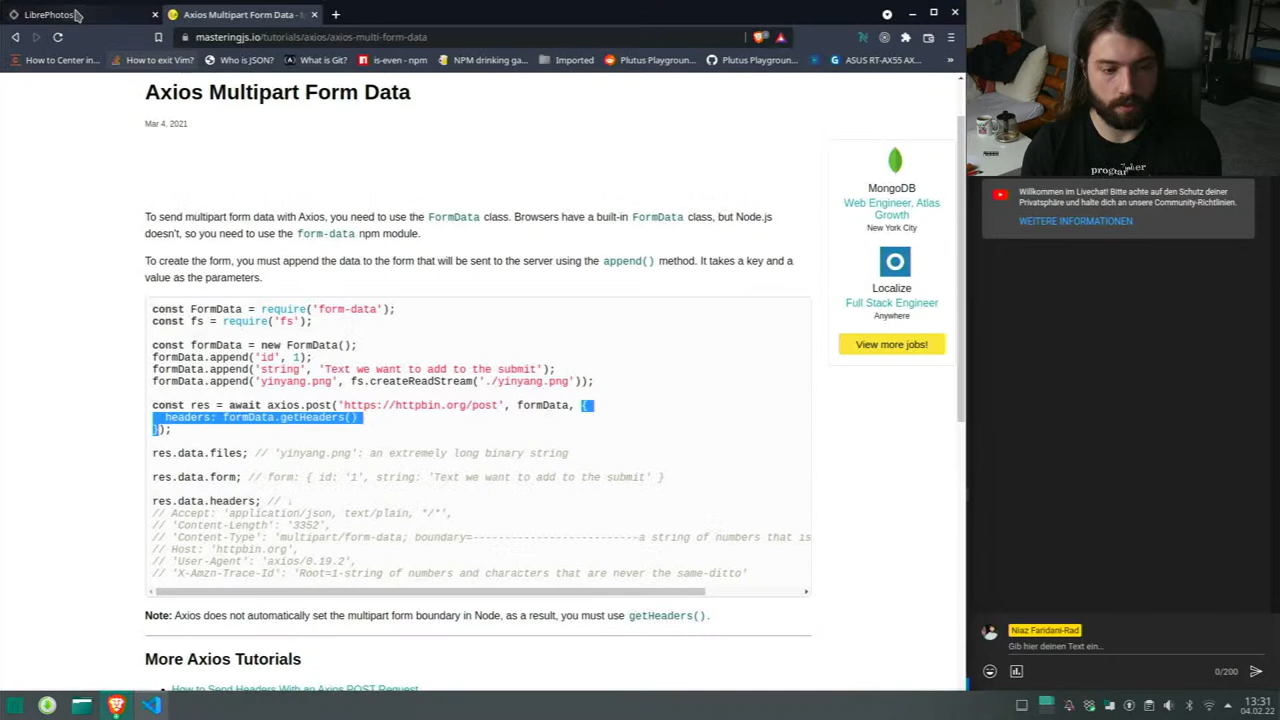 LibrePhotos
Axios Multipart Form Data -
masteringjs.io/tutorials/axios/axios-multi-form-data
How to Center in...
How to exit Vim?
Who is JSON?
What is Git?
is-even - npm
NPM drinking ga...
Imported
Plutus Playgroun...
Plutus Playgroun...
ASUS RT-AX55 AX...
»
Axios Multipart Form Data
Mar 4, 2021
To send multipart form data with Axios, you need to use the FormData class. Browsers have a built-in FormData class, but Node.js
doesn't, so you need to use the form-data npm module.
To create the form, you must append the data to the form that will be sent to the server using the append() method. It takes a key and a
value as the parameters.
const FormData = require('form-data');
const fs = require('fs');
const formData = new FormData();
formData.append('id', 1);
formData.append('string', 'Text we want to add to the submit');
formData.append('yinyang.png', fs.createReadStream('./yinyang.png'));
const res = await axios.post('https://httpbin.org/post', formData, {
headers: formData.getHeaders()
});
res.data.files; // 'yinyang.png': an extremely long binary string
res.data.form; // form: { id: '1', string: 'Text we want to add to the submit' }
res.data.headers; //
// Accept: 'application/json, text/plain, */*',
// 'Content-Length': '3352',
// 'Content-Type': 'multipart/form-data; boundary=--------------------------a string of numbers that is
// Host: 'httpbin.org',
// 'User-Agent': 'axios/0.19.2',
// 'X-Amzn-Trace-Id': 'Root=1-string of numbers and characters that are never the same-ditto'
Note: Axios does not automatically set the multipart form boundary in Node, as a result, you must use getHeaders().
More Axios Tutorials
How to Send Headers With an Axios POST Request
MongoDB
Web Engineer, Atlas
Growth
New York City
Localize
Full Stack Engineer
Anywhere
View more jobs!
Willkommen im Livechat! Bitte achte auf den Schutz deiner
Privatsphäre und halte dich an unsere Community-Richtlinien.
WEITERE INFORMATIONEN
Niaz Faridani-Rad
Gib hier deinen Text ein...
0/200
13:31
04.02.22